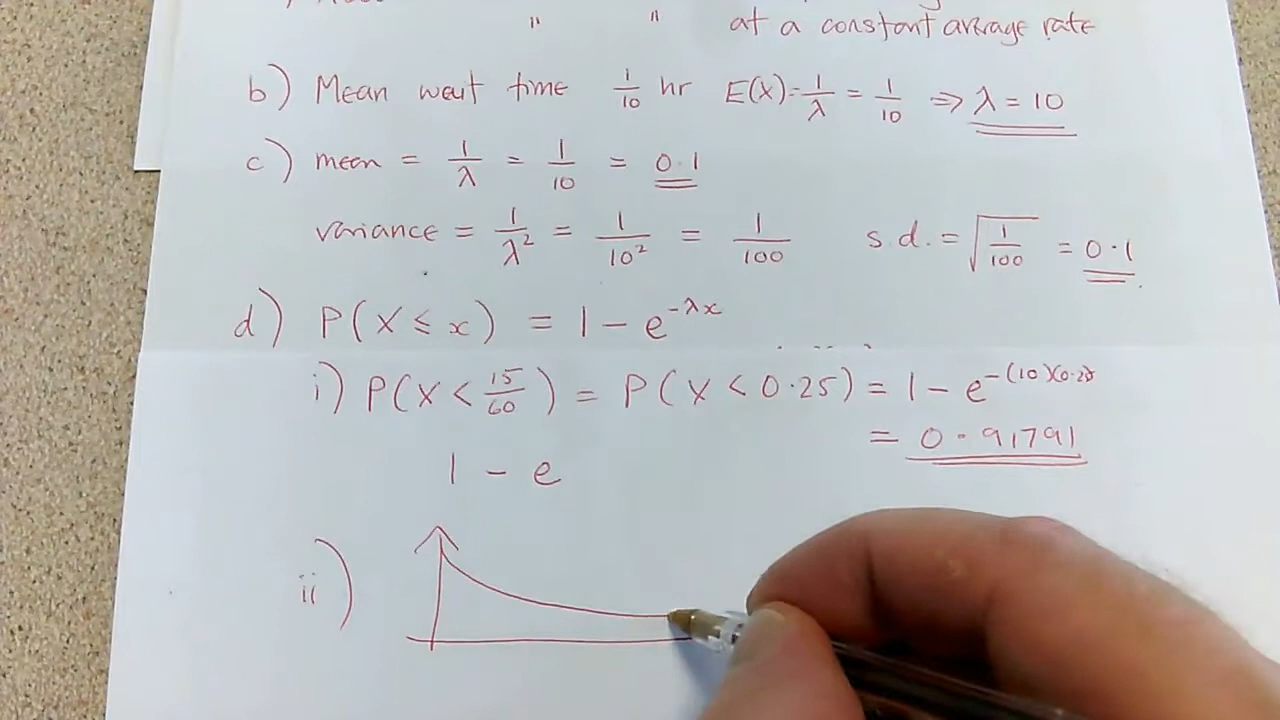 " " at a constant average rate
b) Mean wait time 1/10 hr E(X) = 1/λ = 1/10 ⇒ λ = 10
c) mean = 1/λ = 1/10 = 0.1
variance = 1/λ² = 1/10² = 1/100 s.d. = √(1/100) = 0.1
d) P(X ≤ x) = 1 - e^(-λx)
i) P(X < 15/60) = P(X < 0.25) = 1 - e^(-(10)(0.25)
= 0.91791
1 - e
ii)